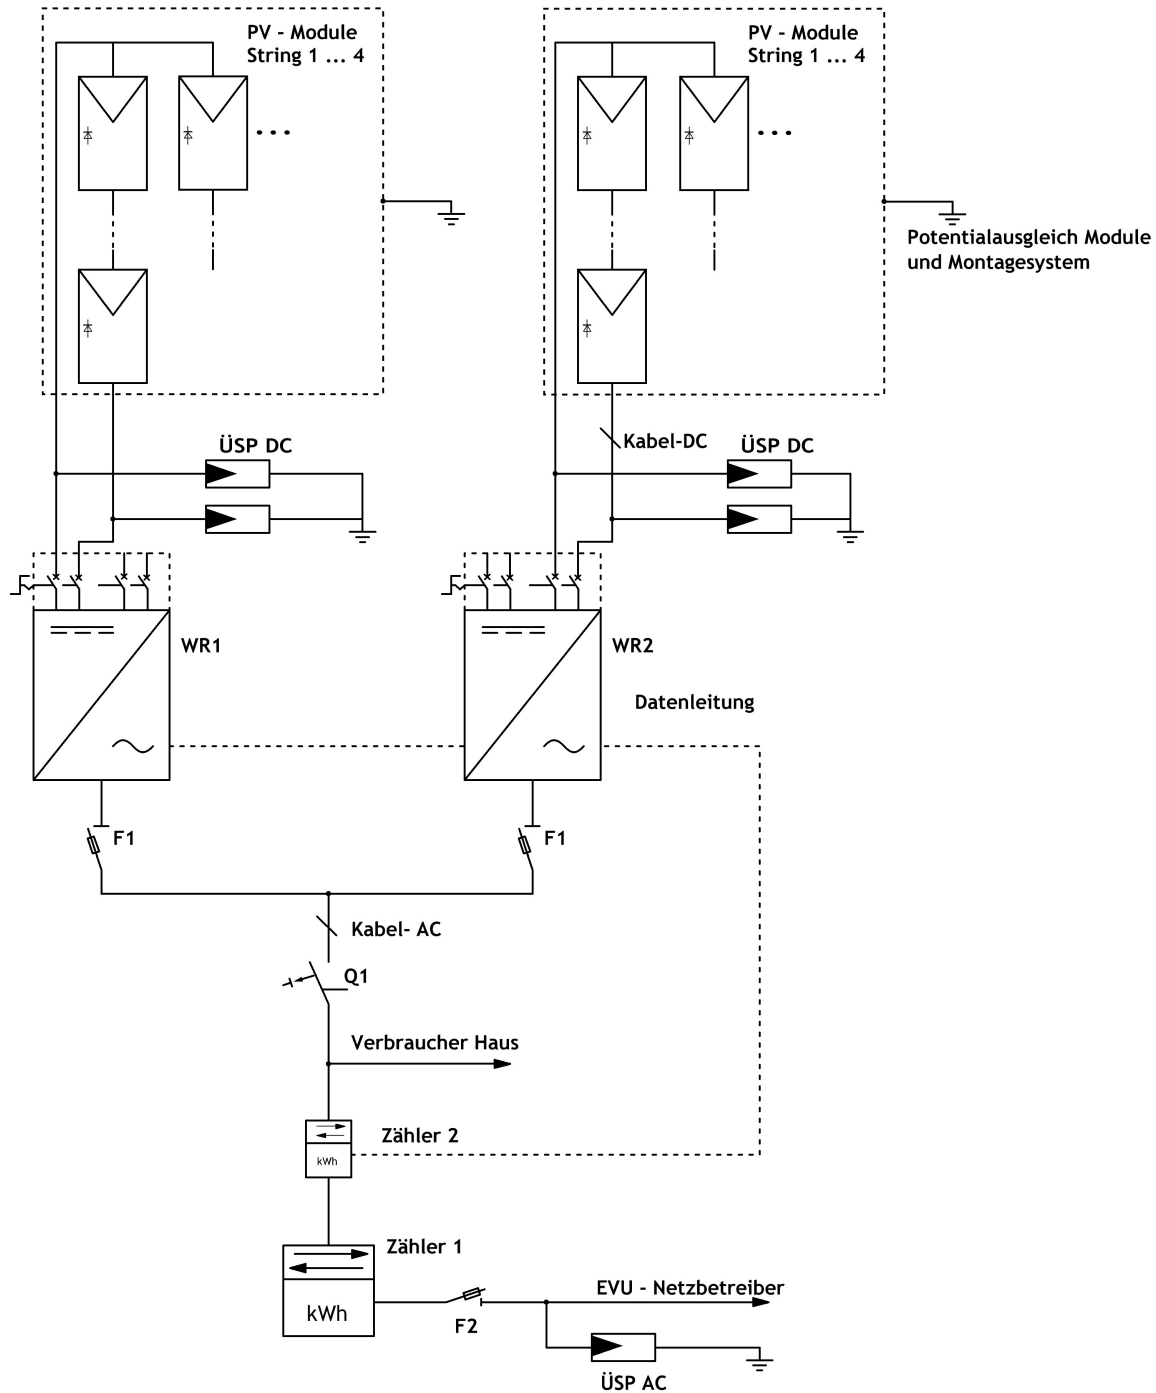 PV - Module
String 1 ... 4
PV - Module
String 1 ... 4
Potentialausgleich Module
und Montagesystem
ÜSP DC
Kabel-DC
ÜSP DC
WR1
WR2
Datenleitung
F1
F1
Kabel- AC
Q1
Verbraucher Haus
Zähler 2
kWh
Zähler 1
kWh
EVU - Netzbetreiber
F2
ÜSP AC